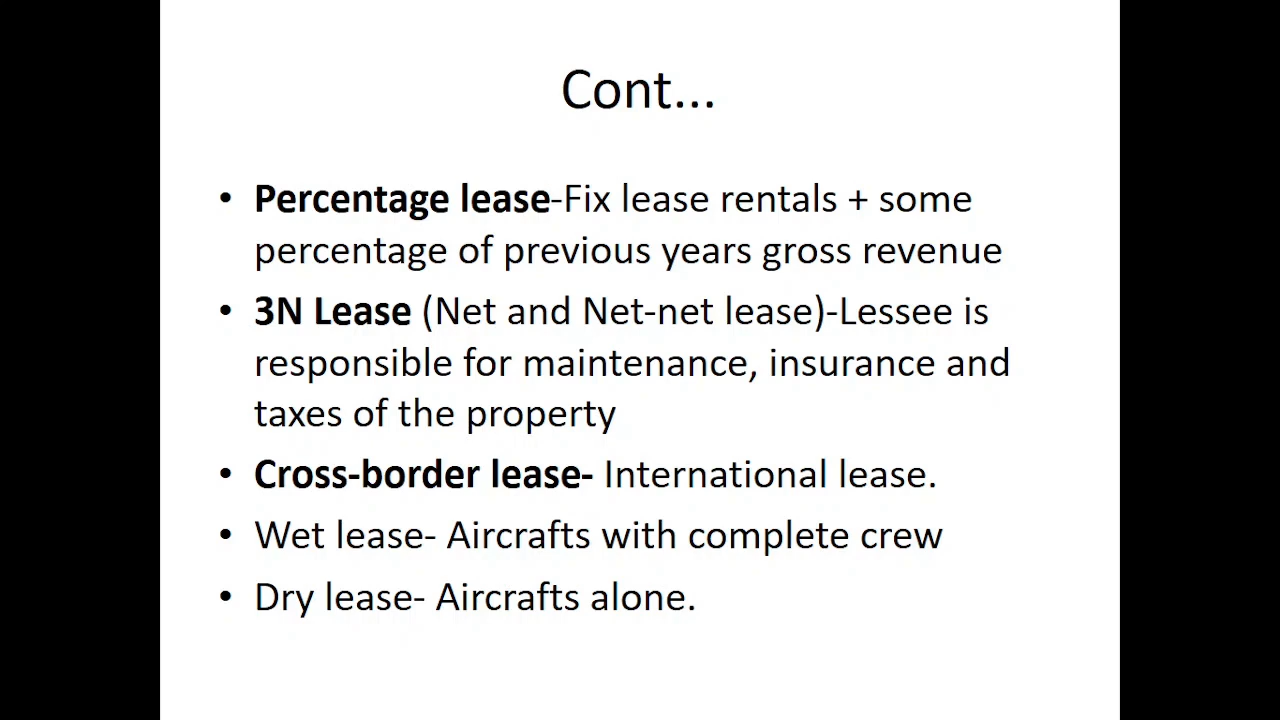 Cont...
• Percentage lease-Fix lease rentals + some
percentage of previous years gross revenue
• 3N Lease (Net and Net-net lease)-Lessee is
responsible for maintenance, insurance and
taxes of the property
• Cross-border lease- International lease.
• Wet lease- Aircrafts with complete crew
• Dry lease- Aircrafts alone.